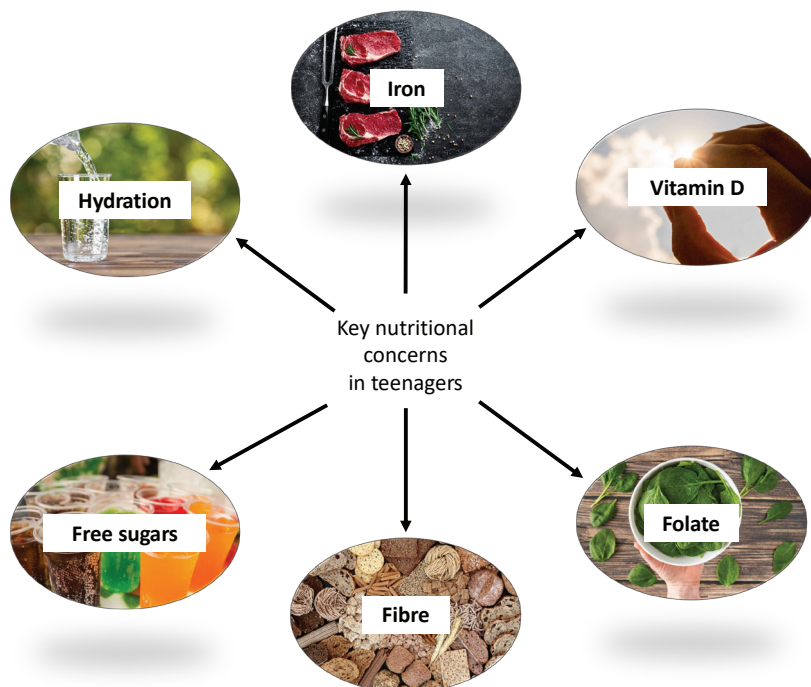 Iron
Hydration
Vitamin D
Key nutritional
concerns
in teenagers
Free sugars
Folate
Fibre